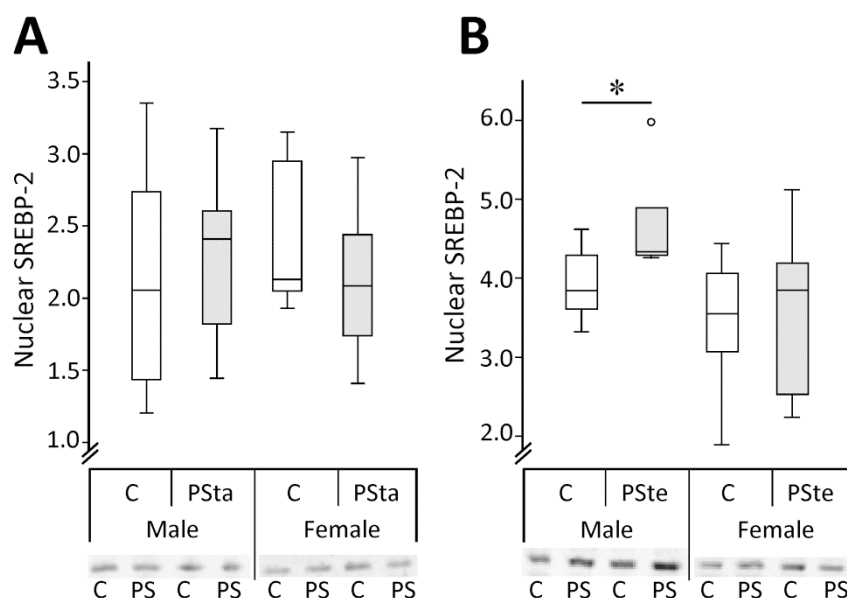 A
Nuclear SREBP-2
3.5
3.0
2.5
2.0
1.5
1.0
C PSta C PSta
Male Female
C PS C PS C PS C PS
B
Nuclear SREBP-2
6.0
5.0
4.0
3.0
2.0
*
C PSte C PSte
Male Female
C PS C PS C PS C PS